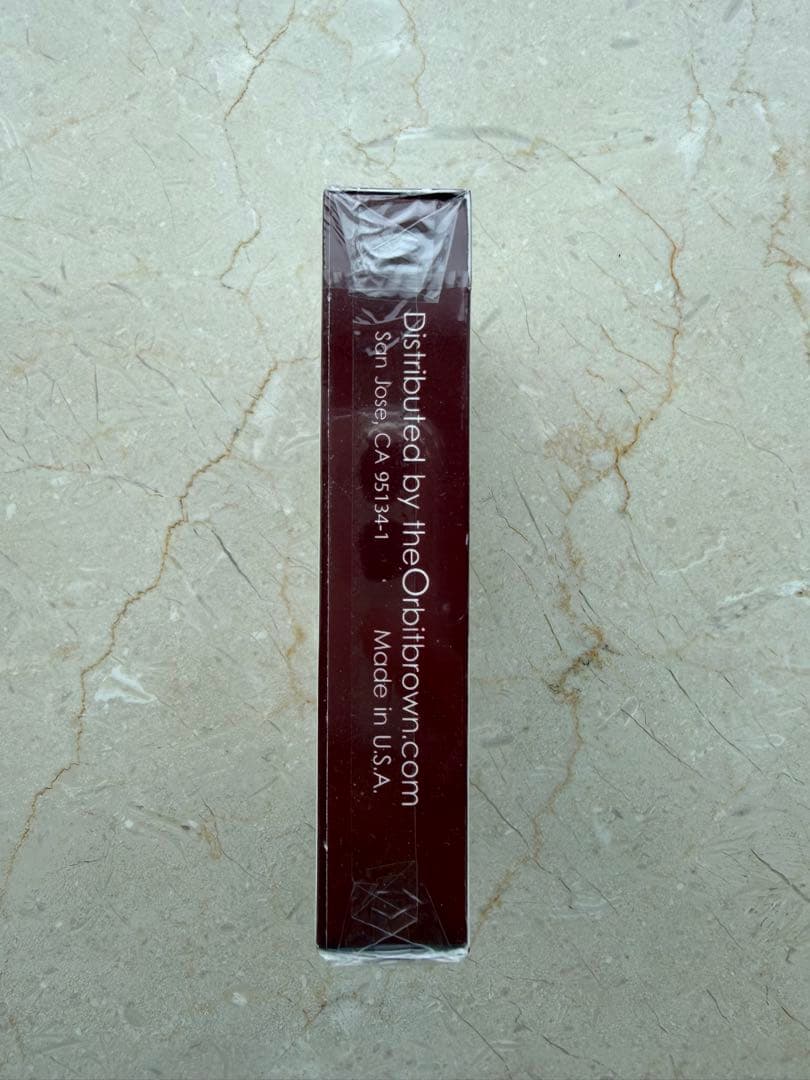 Distributed by theOrbitbrown.com
San Jose, CA 95134-1 Made in U.S.A.